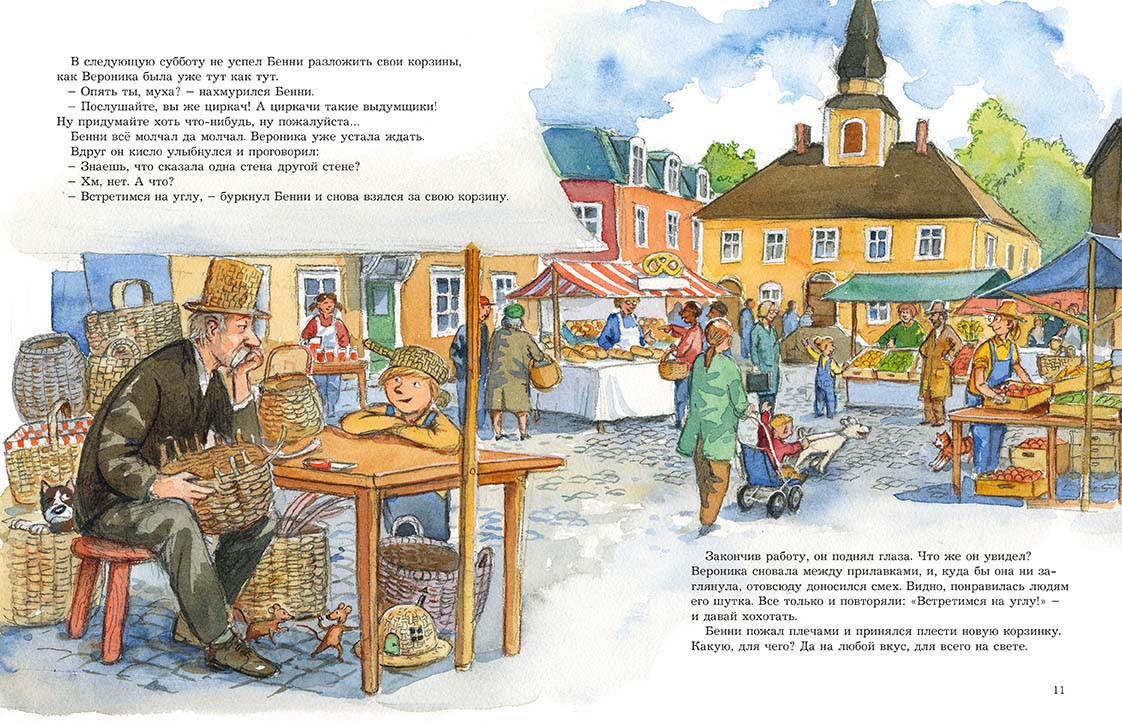 В следующую субботу не успел Бенни разложить свои корзины,
как Вероника была уже тут как тут.
– Опять ты, муха? – нахмурился Бенни.
– Послушайте, вы же циркач! А циркачи такие выдумщики!
Ну придумайте хоть что-нибудь, ну пожалуйста...
Бенни всё молчал да молчал. Вероника уже устала ждать.
Вдруг он кисло улыбнулся и проговорил:
– Знаешь, что сказала одна стена другой стене?
– Хм, нет. А что?
– Встретимся на углу, – буркнул Бенни и снова взялся за свою корзину.
Закончив работу, он поднял глаза. Что же он увидел?
Вероника сновала между прилавками, и, куда бы она ни за-
глянула, отовсюду доносился смех. Видно, понравилась людям
его шутка. Все только и повторяли: «Встретимся на углу!» –
и давай хохотать.
Бенни пожал плечами и принялся плести новую корзинку.
Какую, для чего? Да на любой вкус, для всего на свете.
11